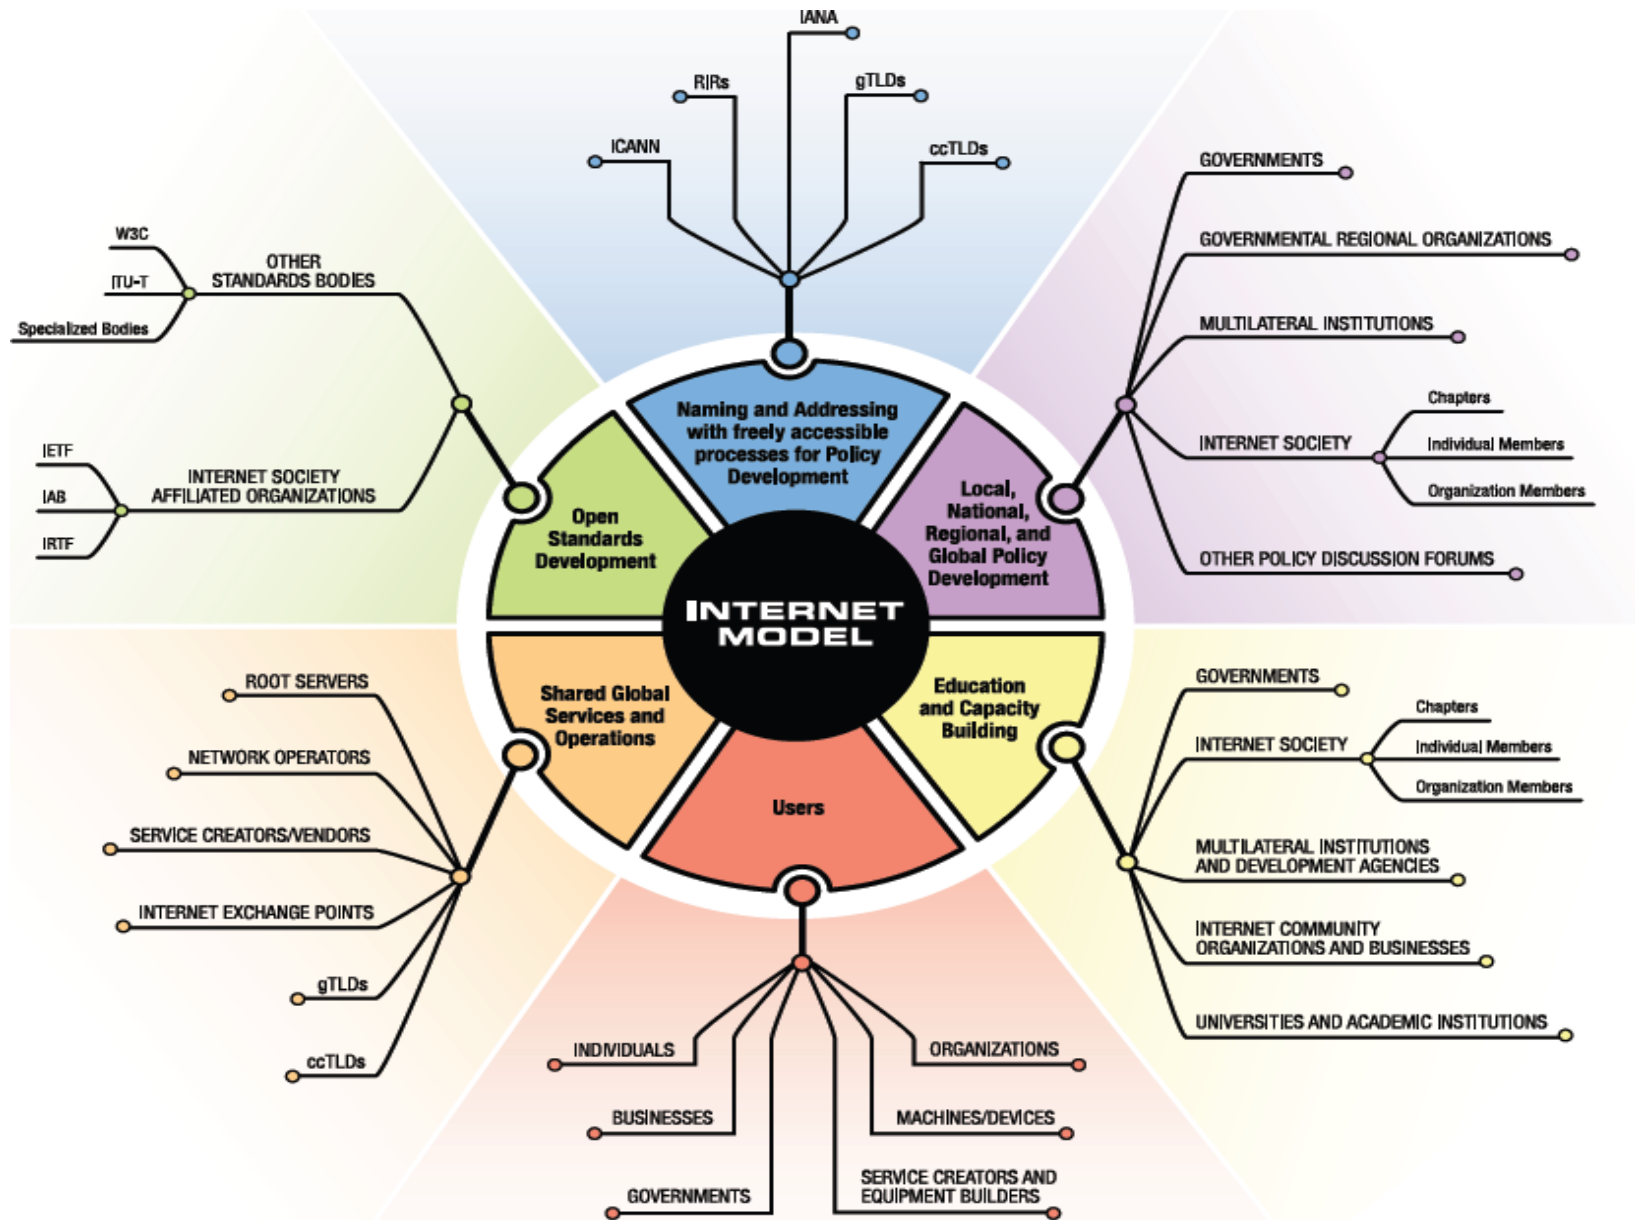 IANA
RIRs
gTLDs
ICANN
ccTLDs
GOVERNMENTS
GOVERNMENTAL REGIONAL ORGANIZATIONS
MULTILATERAL INSTITUTIONS
INTERNET SOCIETY
Chapters
Individual Members
Organization Members
OTHER POLICY DISCUSSION FORUMS
W3C
ITU-T
Specialized Bodies
OTHER
STANDARDS BODIES
IETF
IAB
IRTF
INTERNET SOCIETY
AFFILIATED ORGANIZATIONS
Naming and Addressing
with freely accessible
processes for Policy
Development
Local,
National,
Regional, and
Global Policy
Development
Open
Standards
Development
INTERNET
MODEL
Shared Global
Services and
Operations
Education
and Capacity
Building
Users
ROOT SERVERS
NETWORK OPERATORS
SERVICE CREATORS/VENDORS
INTERNET EXCHANGE POINTS
gTLDs
ccTLDs
GOVERNMENTS
INTERNET SOCIETY
Chapters
Individual Members
Organization Members
MULTILATERAL INSTITUTIONS
AND DEVELOPMENT AGENCIES
INTERNET COMMUNITY
ORGANIZATIONS AND BUSINESSES
UNIVERSITIES AND ACADEMIC INSTITUTIONS
INDIVIDUALS
BUSINESSES
GOVERNMENTS
ORGANIZATIONS
MACHINES/DEVICES
SERVICE CREATORS AND
EQUIPMENT BUILDERS